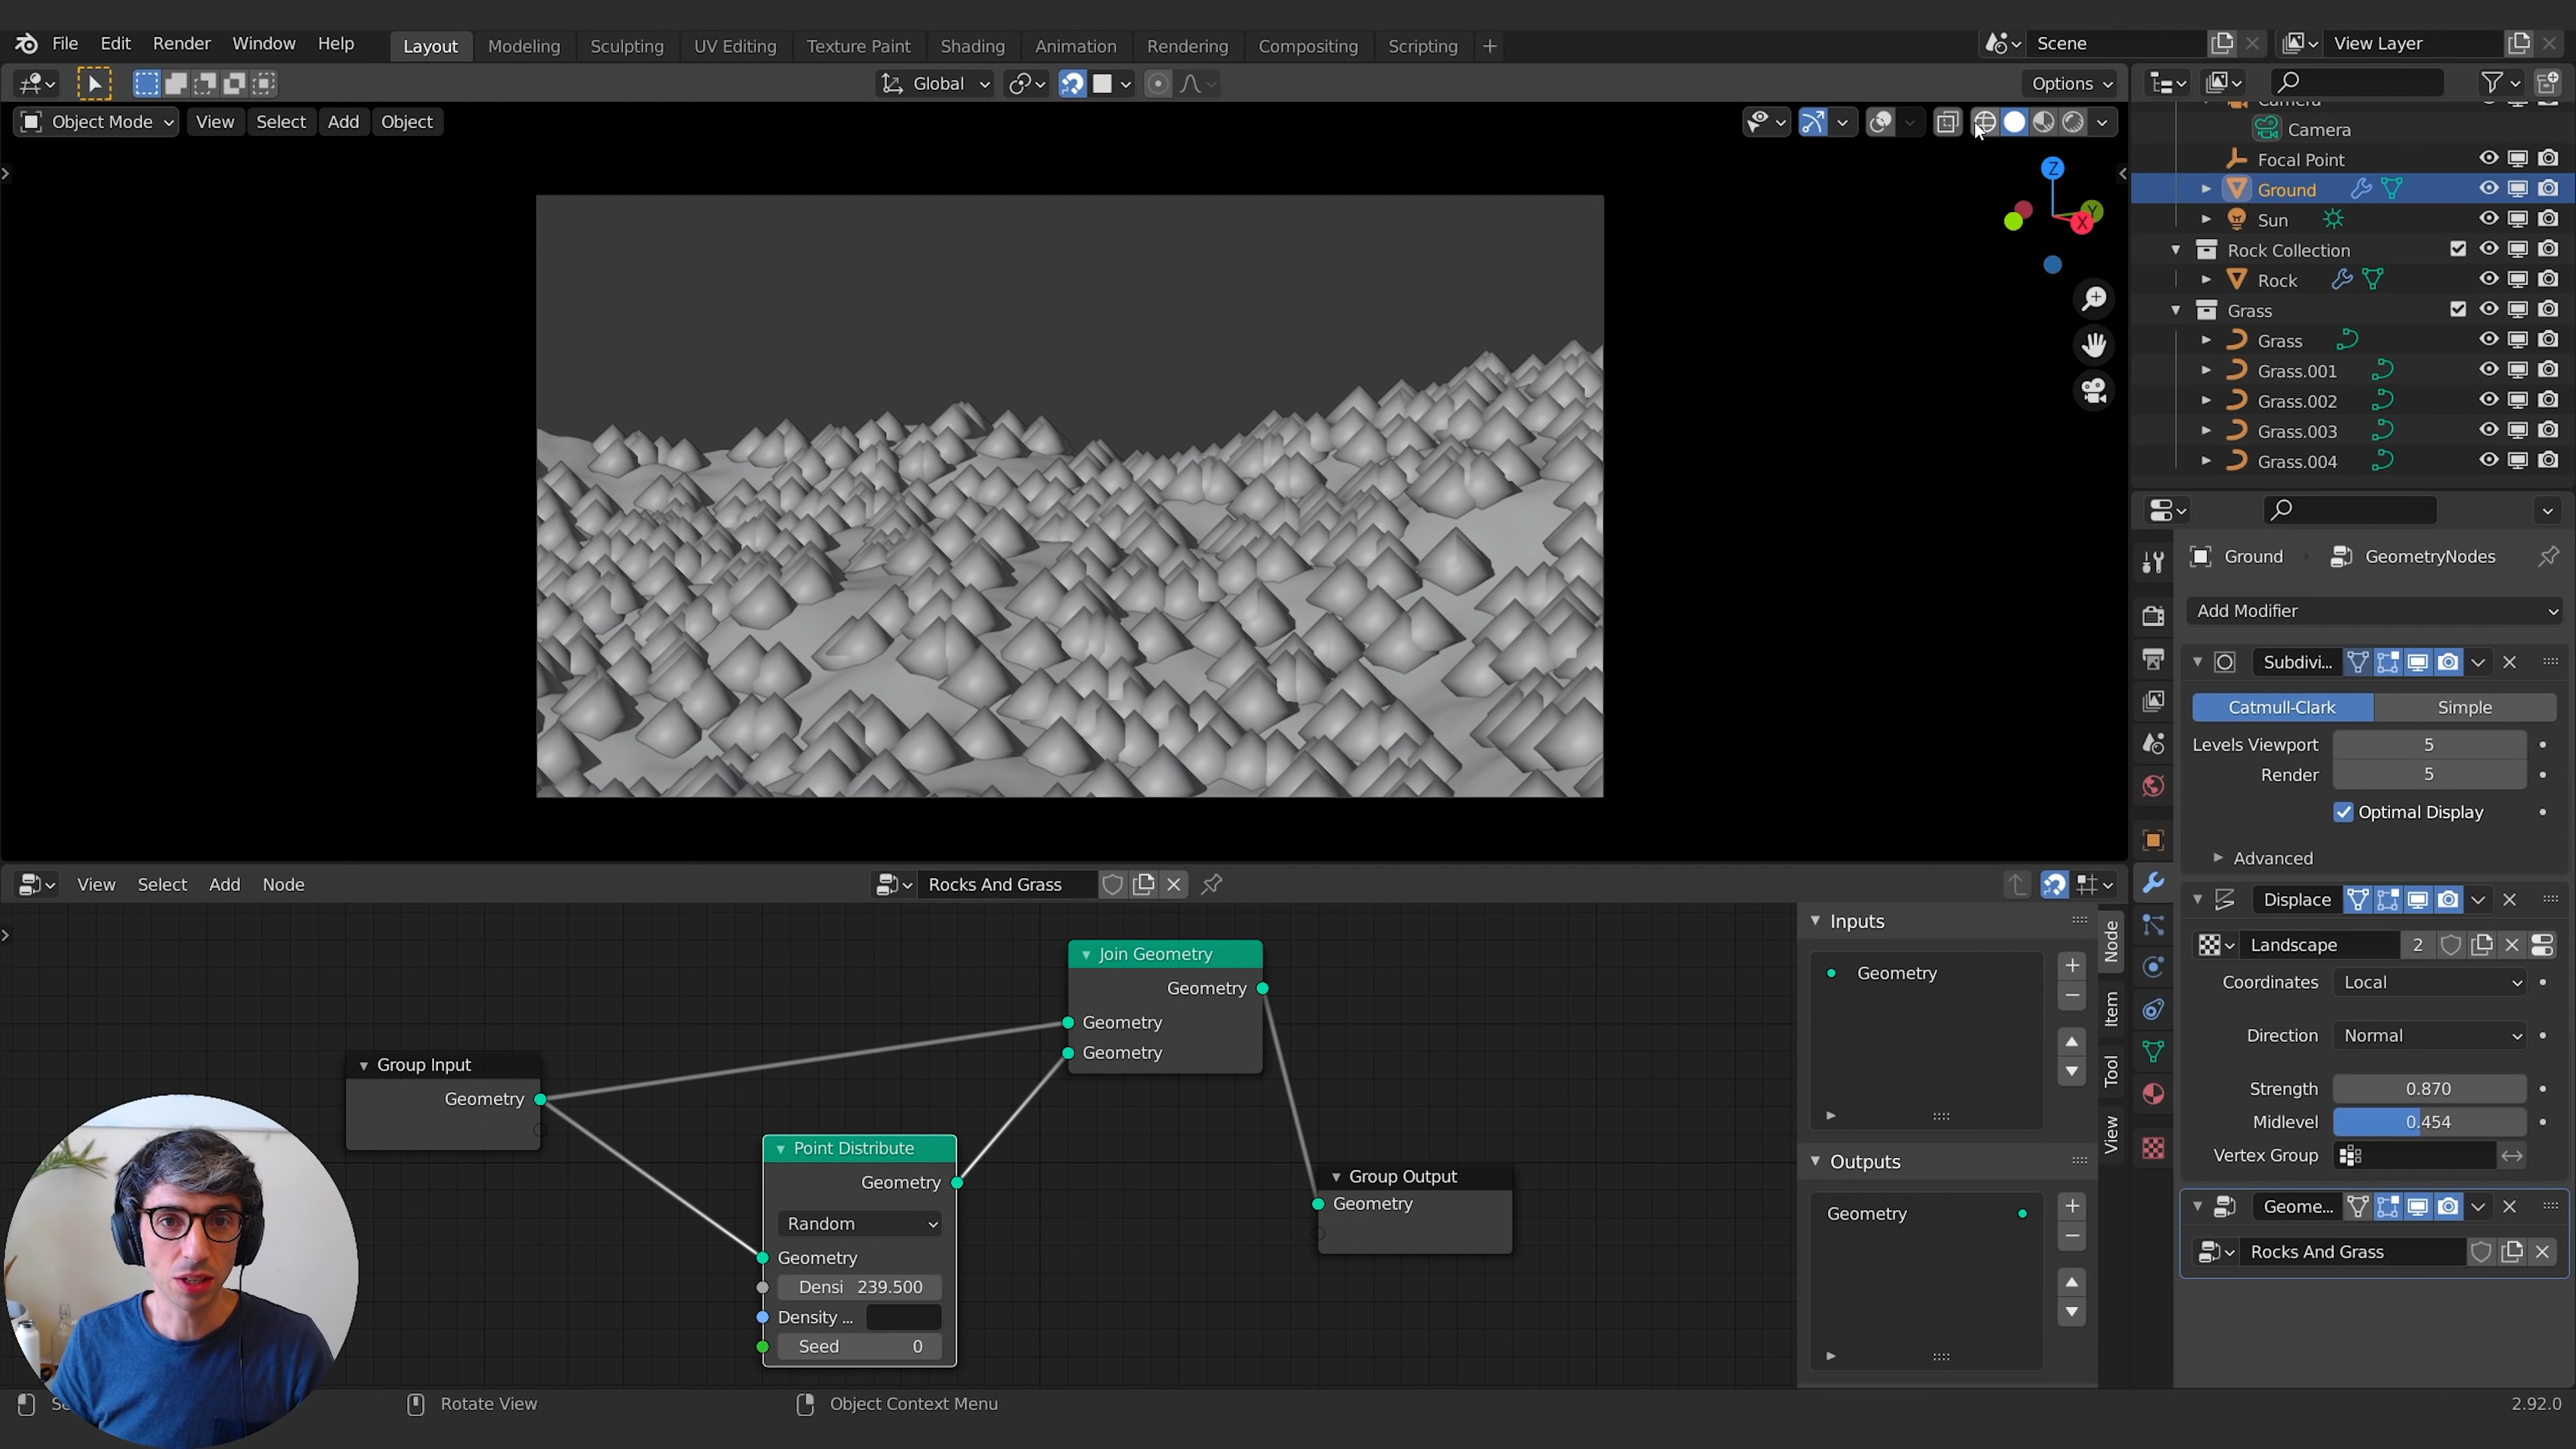 File Edit Render Window Help Layout Modeling Sculpting UV Editing Texture Paint Shading Animation Rendering Compositing Scripting + Scene View Layer
Global Options
Object Mode View Select Add Object
Z
Y
X
Camera
Camera
Focal Point
Ground
Sun
Rock Collection
Rock
Grass
Grass
Grass.001
Grass.002
Grass.003
Grass.004
Ground GeometryNodes
Add Modifier
Subdivi...
Catmull-Clark Simple
Levels Viewport 5
Render 5
Optimal Display
Advanced
Displace
Landscape 2
Coordinates Local
Direction Normal
Strength 0.870
Midlevel 0.454
Vertex Group
Geome...
Rocks And Grass
View Select Add Node Rocks And Grass
Group Input
Geometry
Point Distribute
Geometry
Random
Geometry
Densi 239.500
Density ...
Seed 0
Join Geometry
Geometry
Geometry
Geometry
Group Output
Geometry
Inputs
Geometry
Outputs
Geometry
Node
Item
Tool
View
Rotate View Object Context Menu 2.92.0